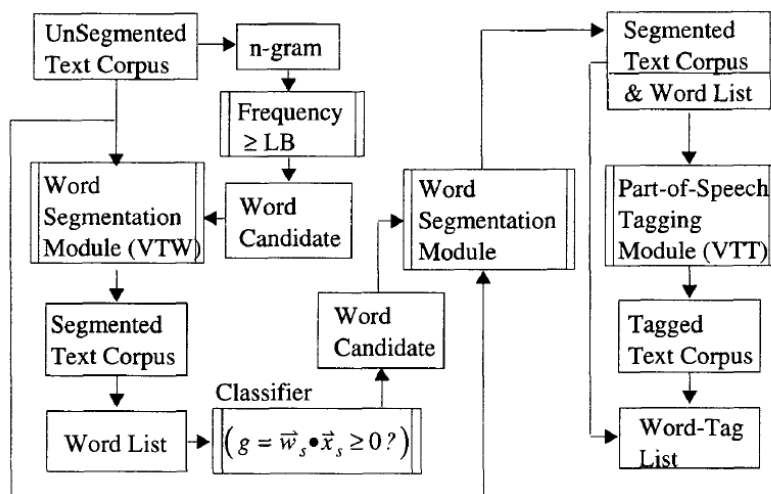 UnSegmented
Text Corpus
n-gram
Frequency
≥ LB
Word
Segmentation
Module (VTW)
Word
Candidate
Segmented
Text Corpus
Word List
Classifier
(g = w⃗ₛ • x⃗ₛ ≥ 0 ?)
Word
Candidate
Word
Segmentation
Module
Segmented
Text Corpus
& Word List
Part-of-Speech
Tagging
Module (VTT)
Tagged
Text Corpus
Word-Tag
List